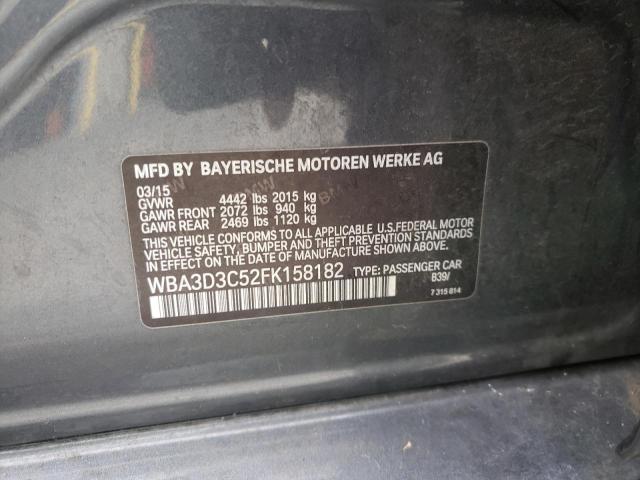 MFD BY BAYERISCHE MOTOREN WERKE AG
03/15
GVWR 4442 lbs 2015 kg
GAWR FRONT 2072 lbs 940 kg
GAWR REAR 2469 lbs 1120 kg
THIS VEHICLE CONFORMS TO ALL APPLICABLE U.S.FEDERAL MOTOR
VEHICLE SAFETY, BUMPER AND THEFT PREVENTION STANDARDS
IN EFFECT ON THE DATE OF MANUFACTURE SHOWN ABOVE.
WBA3D3C52FK158182 TYPE: PASSENGER CAR
B39/
7 315 814